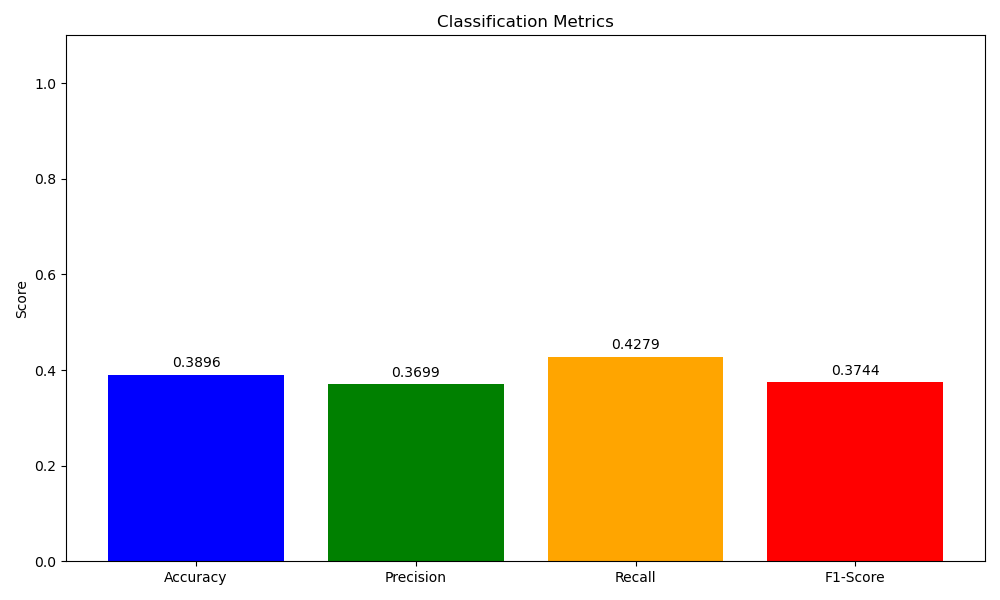 Classification Metrics
Score
1.0
0.8
0.6
0.4
0.2
0.0
0.3896
0.3699
0.4279
0.3744
Accuracy
Precision
Recall
F1-Score